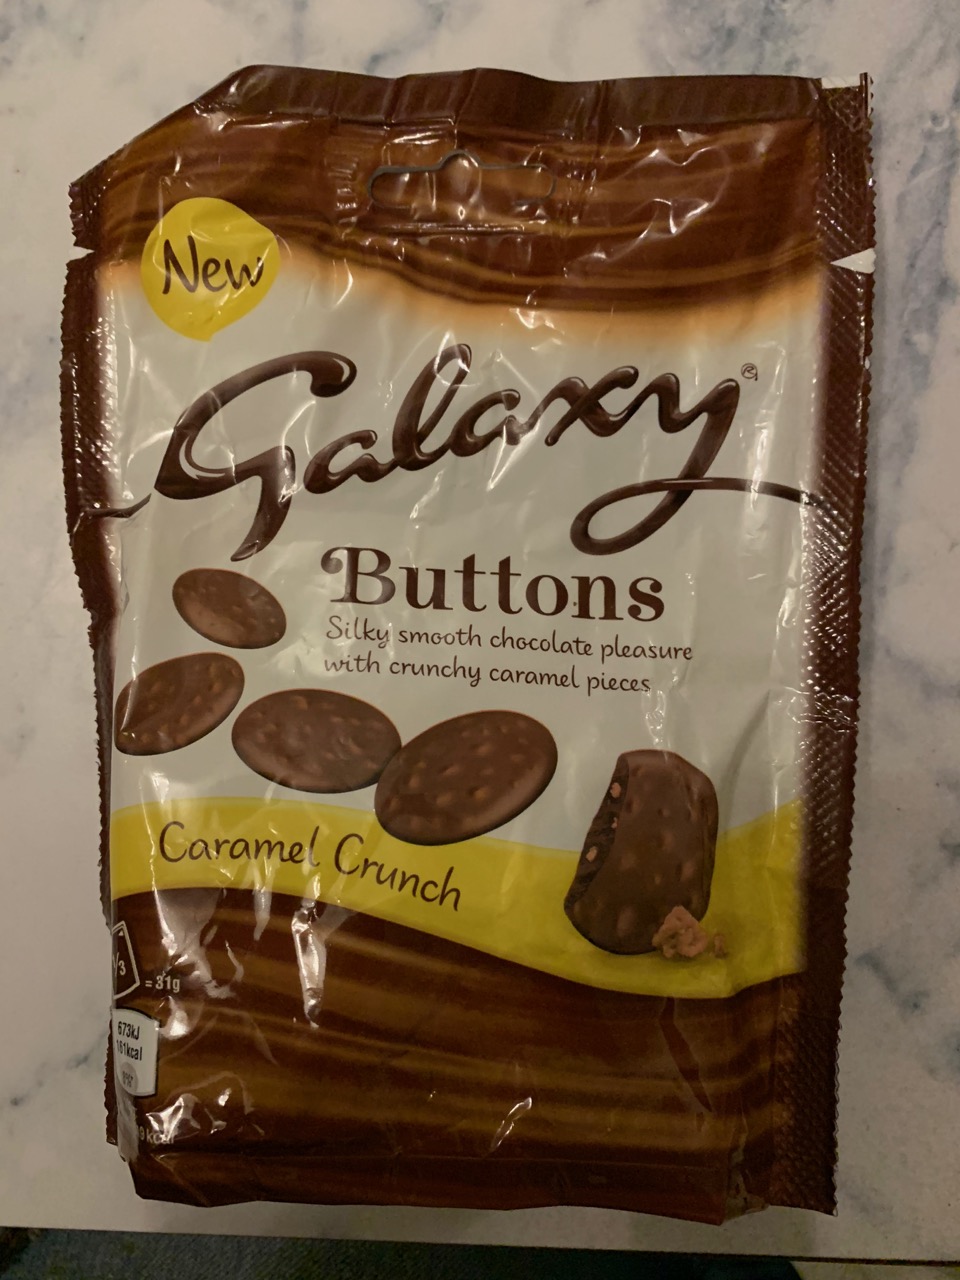 New
Galaxy®
Buttons
Silky smooth chocolate pleasure
with crunchy caramel pieces
Caramel Crunch
= 31g
673kJ
161kcal